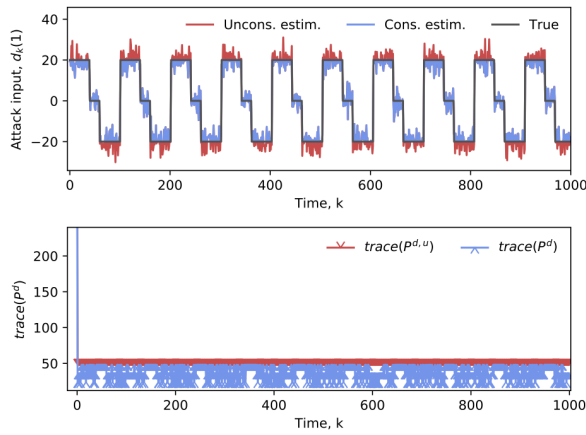 Uncons. estim. Cons. estim. True
Attack input, d_k(1)
40
20
0
−20
0 200 400 600 800 1000
Time, k
trace(P^{d,u}) trace(P^d)
trace(P^d)
200
150
100
50
0 200 400 600 800 1000
Time, k